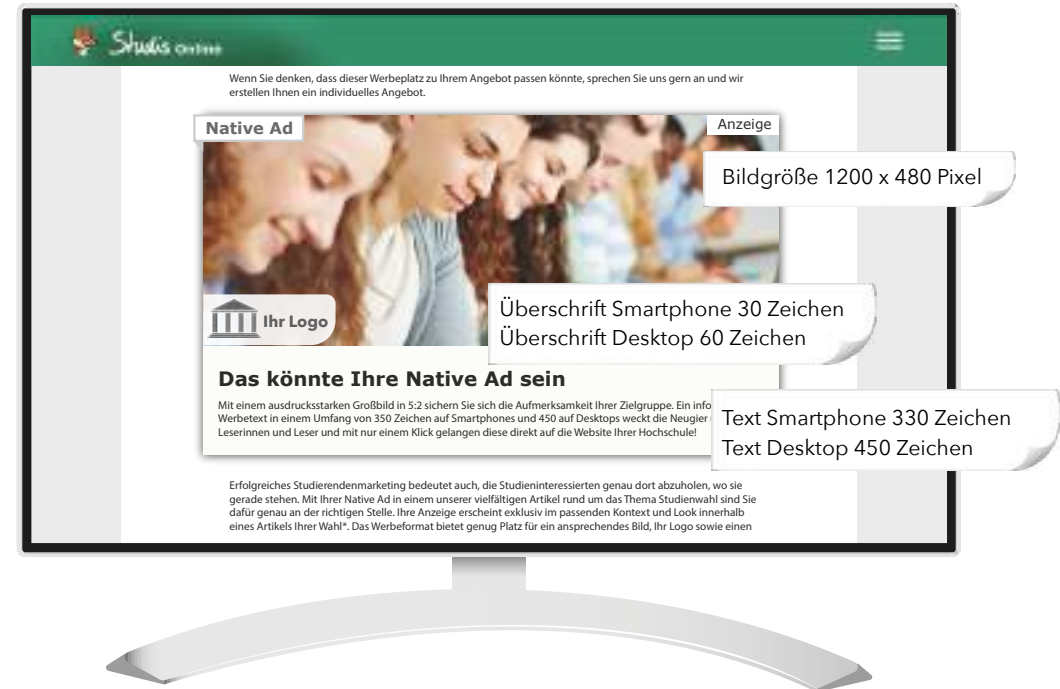 Studis Online
Wenn Sie denken, dass dieser Werbeplatz zu Ihrem Angebot passen könnte, sprechen Sie uns gern an und wir
erstellen Ihnen ein individuelles Angebot.
Native Ad
Anzeige
Bildgröße 1200 x 480 Pixel
Ihr Logo
Überschrift Smartphone 30 Zeichen
Überschrift Desktop 60 Zeichen
Das könnte Ihre Native Ad sein
Mit einem ausdrucksstarken Großbild in 5:2 sichern Sie sich die Aufmerksamkeit Ihrer Zielgruppe. Ein
Werbetext in einem Umfang von 350 Zeichen auf Smartphones und 450 auf Desktops weckt die Neugier
Leserinnen und Leser und mit nur einem Klick gelangen diese direkt auf die Website Ihrer Hochschule!
Text Smartphone 330 Zeichen
Text Desktop 450 Zeichen
Erfolgreiches Studierendenmarketing bedeutet auch, die Studieninteressierten genau dort abzuholen, wo sie
gerade stehen. Mit Ihrer Native Ad in einem unserer vielfältigen Artikel rund um das Thema Studienwahl sind Sie
dafür genau an der richtigen Stelle. Ihre Anzeige erscheint exklusiv im passenden Kontext und Look innerhalb
eines Artikels Ihrer Wahl*. Das Werbeformat bietet genug Platz für ein ansprechendes Bild, Ihr Logo sowie einen